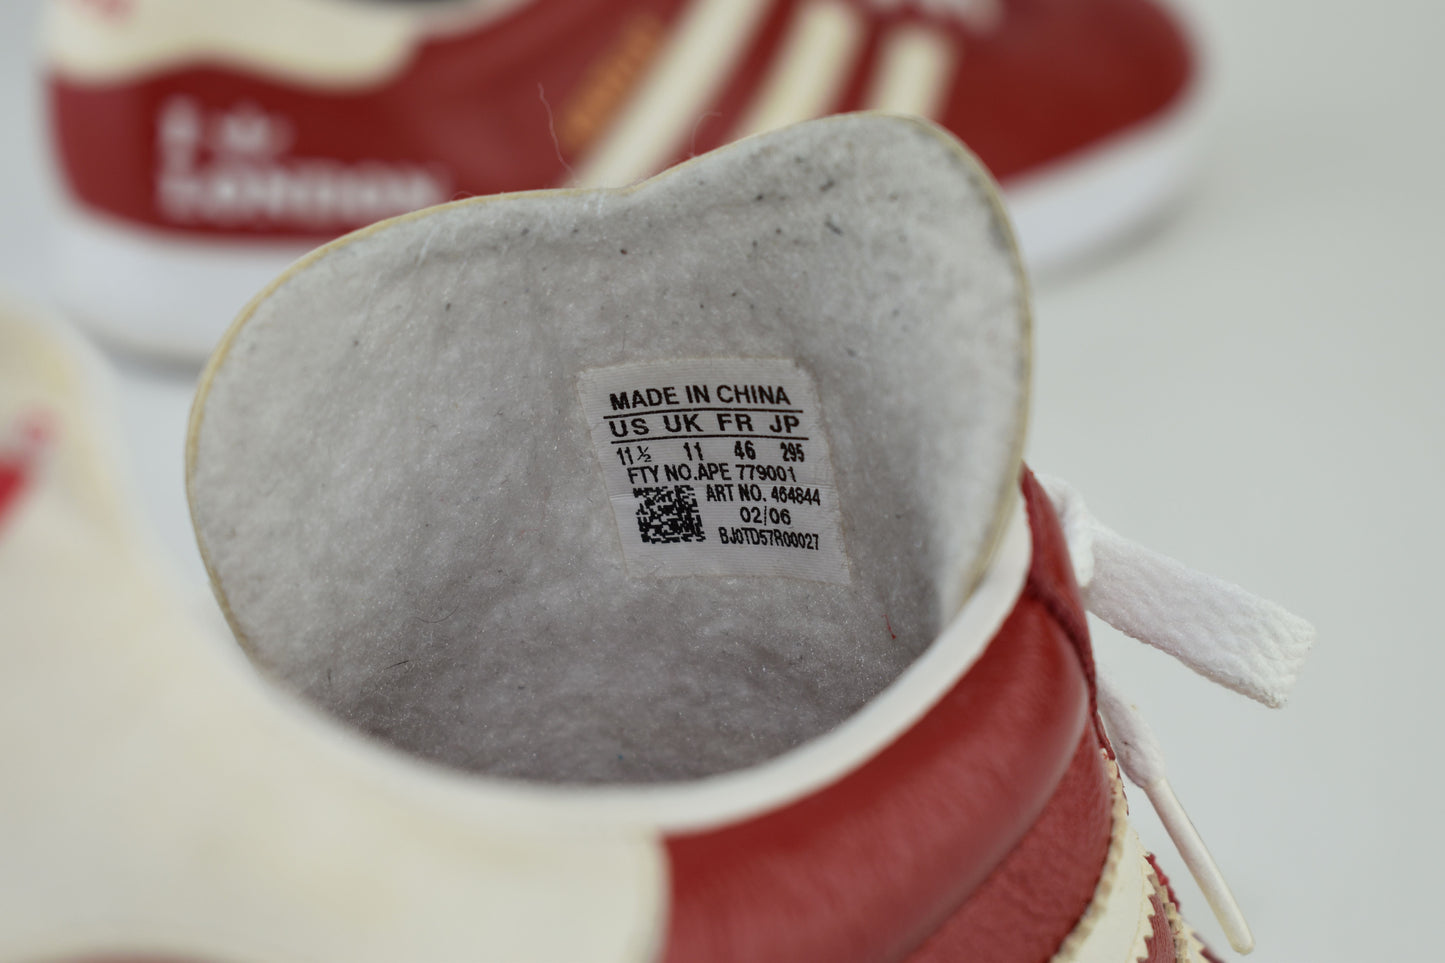 LONDON
MADE IN CHINA
US UK FR JP
11½ 11 46 295
FTY NO.APE 779001
ART NO. 464844
02/06
BJ0TD57R00027